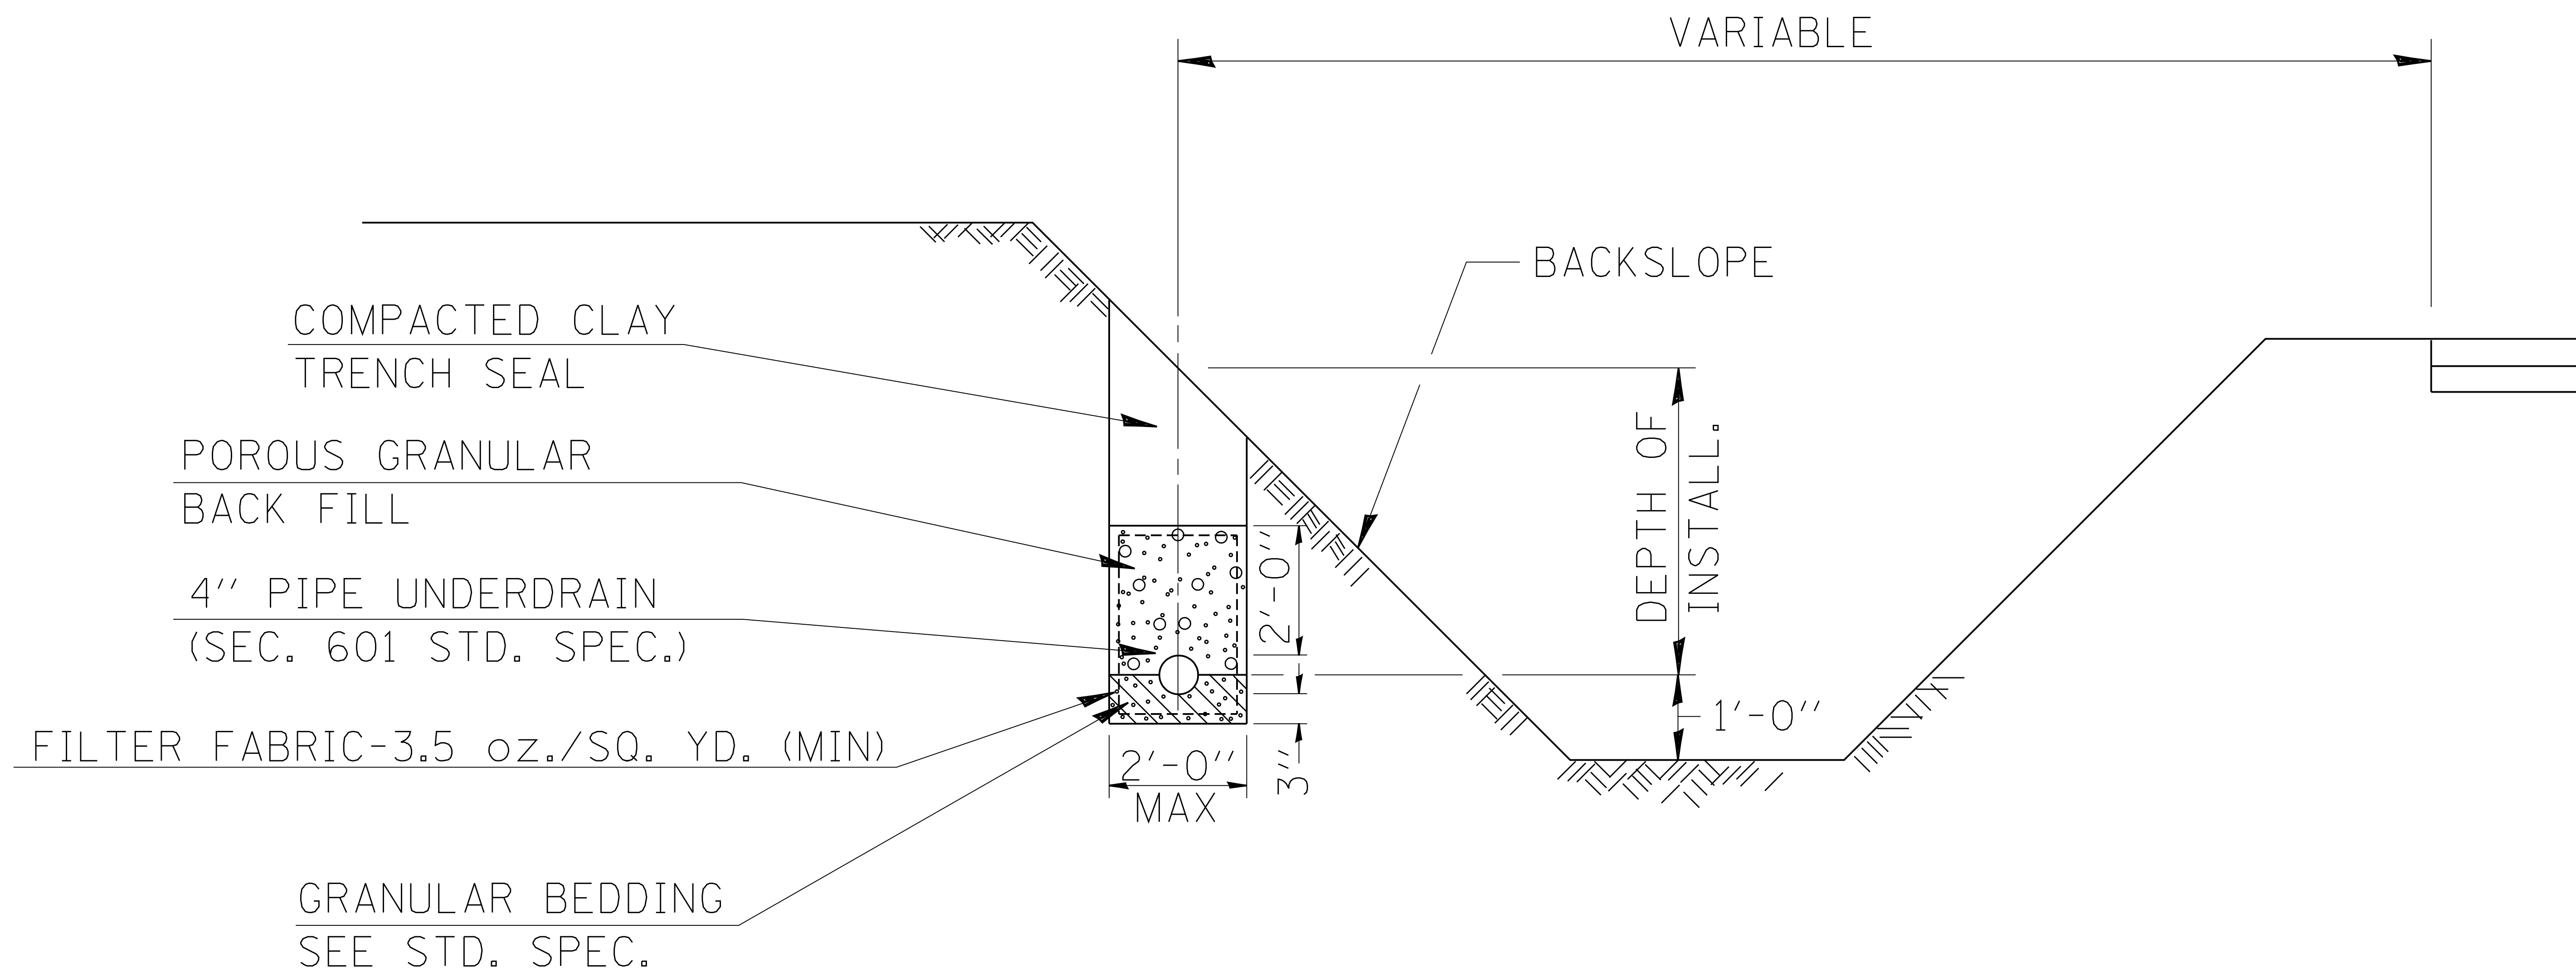 VARIABLE
BACKSLOPE
COMPACTED CLAY
TRENCH SEAL
POROUS GRANULAR
BACK FILL
4'' PIPE UNDERDRAIN
(SEC. 601 STD. SPEC.)
FILTER FABRIC-3.5 oz./SQ. YD. (MIN)
GRANULAR BEDDING
SEE STD. SPEC.
2'-0''
3''
2'-0''
MAX
DEPTH OF
INSTALL.
1'-0''